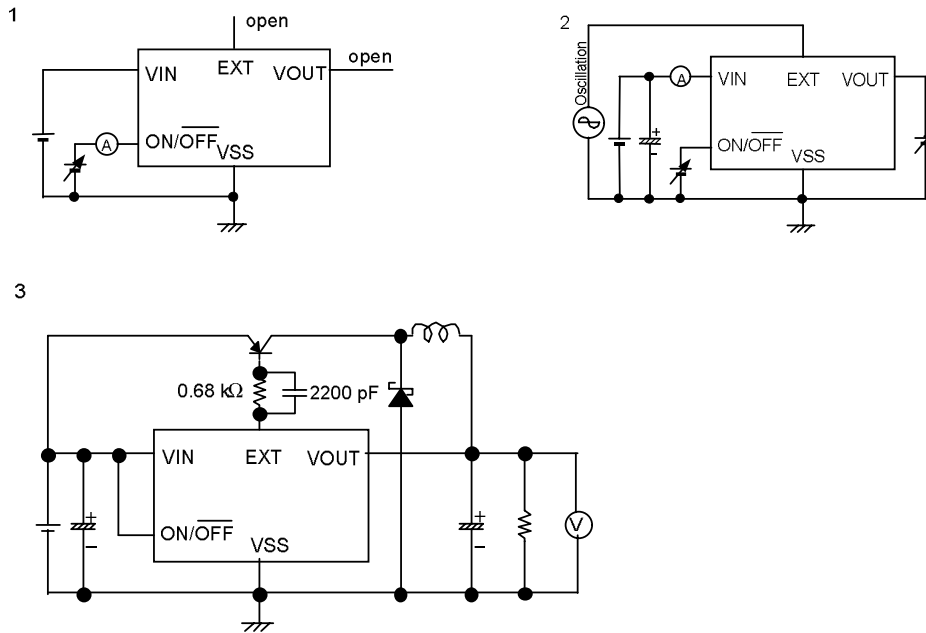 1
open
open
VIN
EXT
VOUT
A
ON/OFF
VSS
2
Oscillation
A
VIN
EXT
VOUT
+
-
ON/OFF
VSS
3
0.68 kΩ
2200 pF
VIN
EXT
VOUT
+
-
ON/OFF
VSS
+
-
V